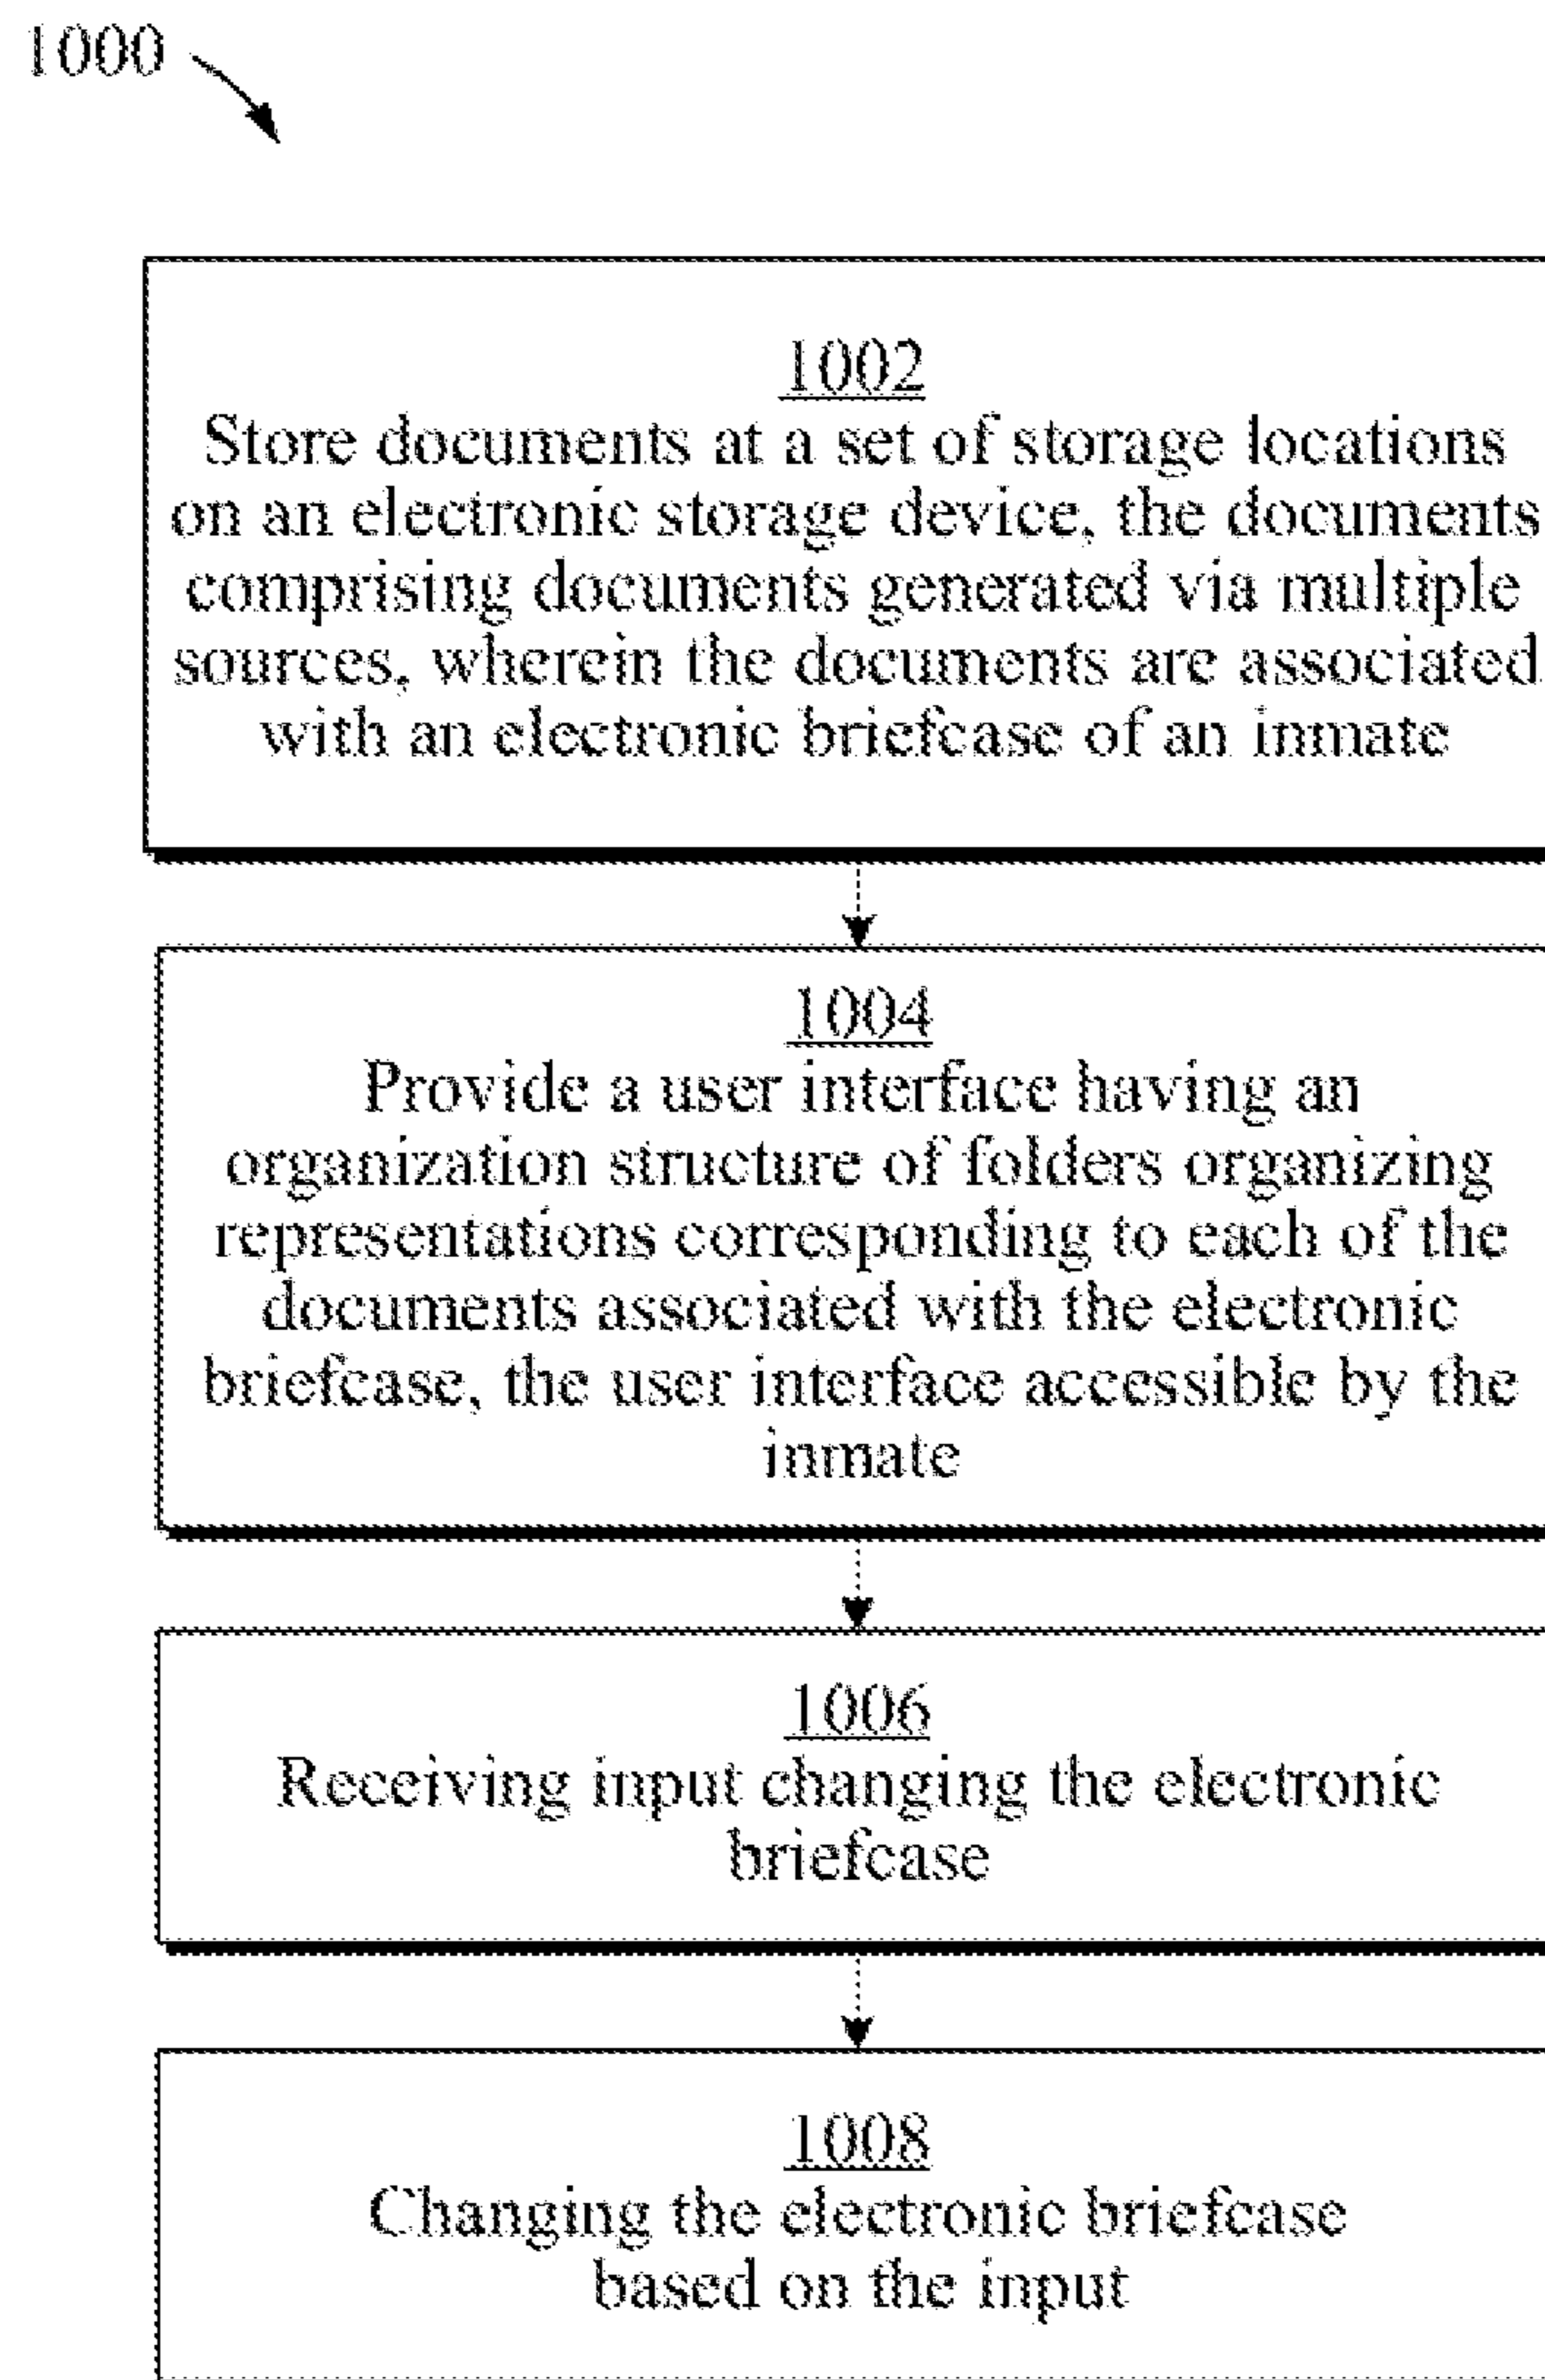 1000
1002
Store documents at a set of storage locations
on an electronic storage device, the documents
comprising documents generated via multiple
sources, wherein the documents are associated
with an electronic briefcase of an inmate
1004
Provide a user interface having an
organization structure of folders organizing
representations corresponding to each of the
documents associated with the electronic
briefcase, the user interface accessible by the
inmate
1006
Receiving input changing the electronic
briefcase
1008
Changing the electronic briefcase
based on the input